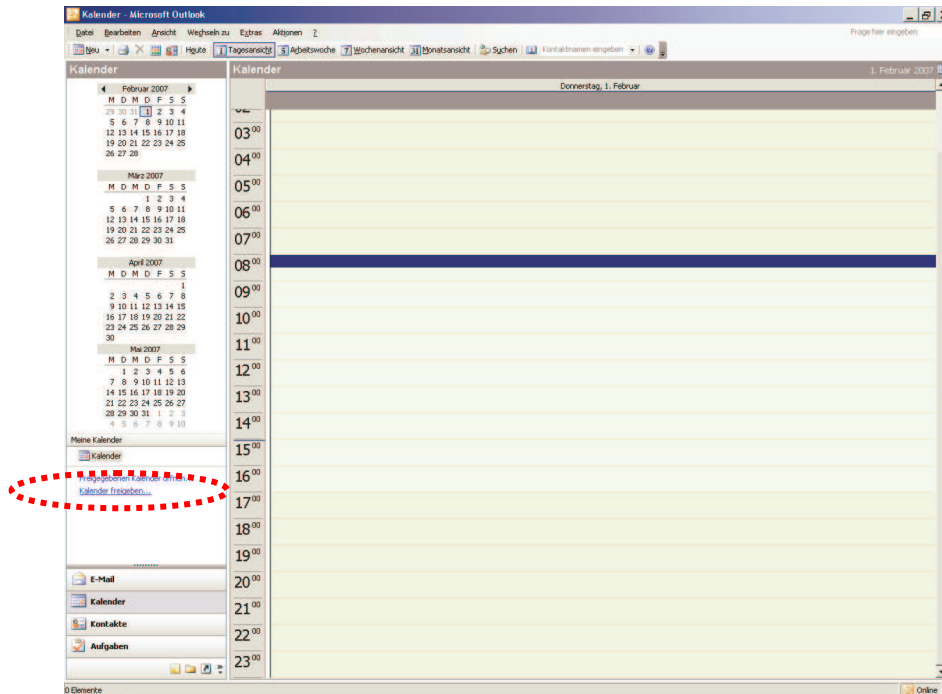 Kalender - Microsoft Outlook
Datei Bearbeiten Ansicht Wechseln zu Extras Aktionen ?
Frage hier eingeben
Neu Heute 1 Tagesansicht 5 Arbeitswoche 7 Wochenansicht 31 Monatsansicht Suchen Kontaktnamen eingeben
Kalender
Februar 2007
M D M D F S S
29 30 31 1 2 3 4
5 6 7 8 9 10 11
12 13 14 15 16 17 18
19 20 21 22 23 24 25
26 27 28
März 2007
M D M D F S S
1 2 3 4
5 6 7 8 9 10 11
12 13 14 15 16 17 18
19 20 21 22 23 24 25
26 27 28 29 30 31
April 2007
M D M D F S S
1
2 3 4 5 6 7 8
9 10 11 12 13 14 15
16 17 18 19 20 21 22
23 24 25 26 27 28 29
30
Mai 2007
M D M D F S S
1 2 3 4 5 6
7 8 9 10 11 12 13
14 15 16 17 18 19 20
21 22 23 24 25 26 27
28 29 30 31 1 2 3
4 5 6 7 8 9 10
Meine Kalender
Kalender
Freigegebenen Kalender öffnen...
Kalender freigeben...
E-Mail
Kalender
Kontakte
Aufgaben
Kalender
1. Februar 2007
Donnerstag, 1. Februar
03 00
04 00
05 00
06 00
07 00
08 00
09 00
10 00
11 00
12 00
13 00
14 00
15 00
16 00
17 00
18 00
19 00
20 00
21 00
22 00
23 00
0 Elemente
Online